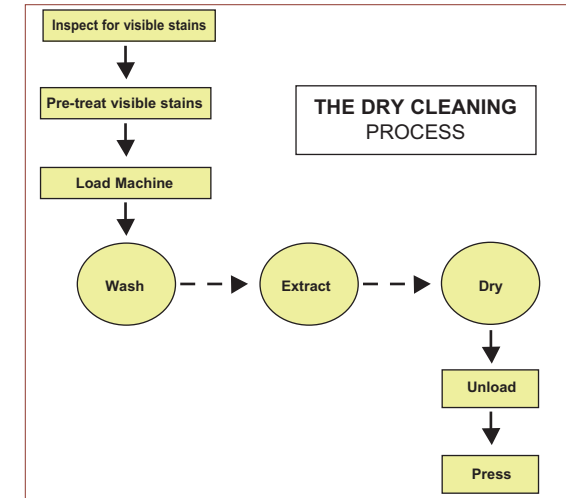 Inspect for visible stains
Pre-treat visible stains
THE DRY CLEANING
PROCESS
Load Machine
Wash
Extract
Dry
Unload
Press